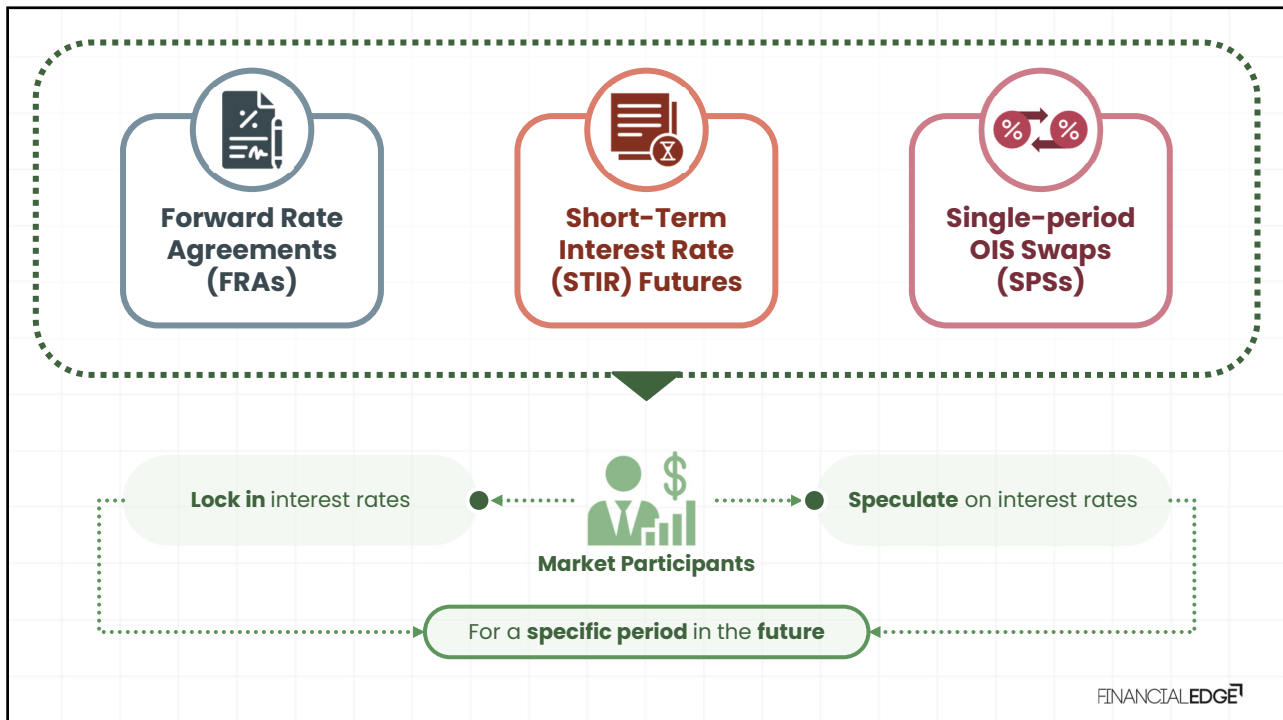 Forward Rate
Agreements
(FRAs)
Short-Term
Interest Rate
(STIR) Futures
Single-period
OIS Swaps
(SPSs)
Lock in interest rates
Speculate on interest rates
Market Participants
For a specific period in the future
FINANCIALEDGE